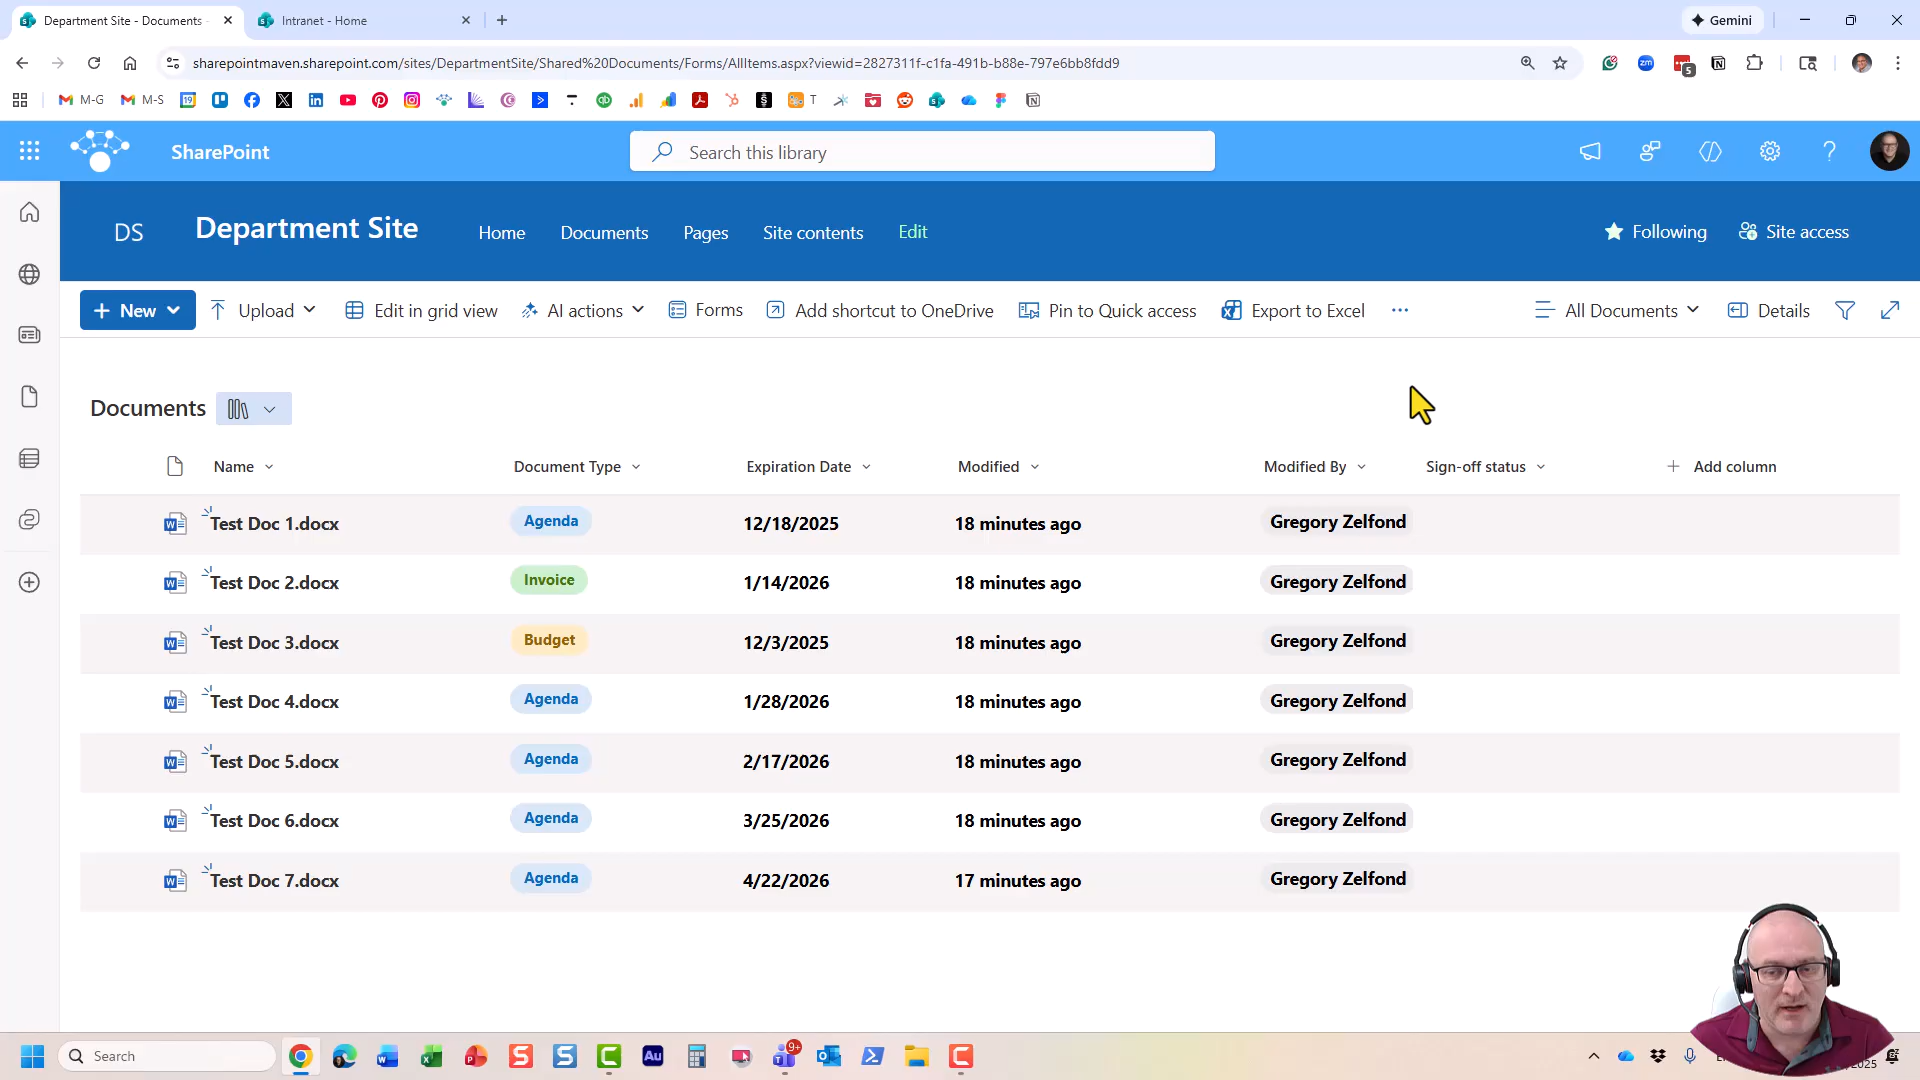 Department Site - Documents -
Intranet - Home
Gemini
sharepointmaven.sharepoint.com/sites/DepartmentSite/Shared%20Documents/Forms/AllItems.aspx?viewid=2827311f-c1fa-491b-b88e-797e6bb8fdd9
M-G
M-S
T
SharePoint
Search this library
DS
Department Site
Home
Documents
Pages
Site contents
Edit
Following
Site access
New
Upload
Edit in grid view
AI actions
Forms
Add shortcut to OneDrive
Pin to Quick access
Export to Excel
All Documents
Details
Documents
Name
Document Type
Expiration Date
Modified
Modified By
Sign-off status
Add column
Test Doc 1.docx Agenda 12/18/2025 18 minutes ago Gregory Zelfond
Test Doc 2.docx Invoice 1/14/2026 18 minutes ago Gregory Zelfond
Test Doc 3.docx Budget 12/3/2025 18 minutes ago Gregory Zelfond
Test Doc 4.docx Agenda 1/28/2026 18 minutes ago Gregory Zelfond
Test Doc 5.docx Agenda 2/17/2026 18 minutes ago Gregory Zelfond
Test Doc 6.docx Agenda 3/25/2026 18 minutes ago Gregory Zelfond
Test Doc 7.docx Agenda 4/22/2026 17 minutes ago Gregory Zelfond
Search
9+